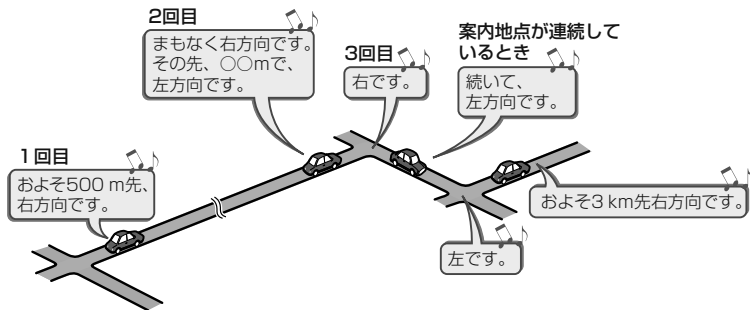 1回目
およそ500 m先、
右方向です。
2回目
まもなく右方向です。
その先、○○mで、
左方向です。
3回目
右です。
案内地点が連続して
いるとき
続いて、
左方向です。
左です。
およそ3 km先右方向です。